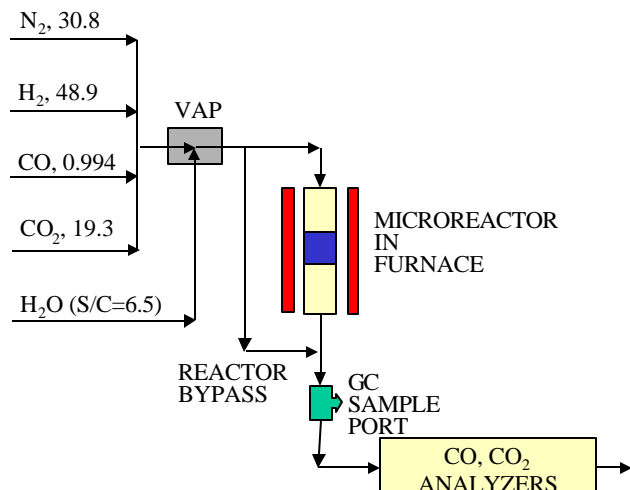 N₂, 30.8
H₂, 48.9
VAP
CO, 0.994
CO₂, 19.3
MICROREACTOR
IN
FURNACE
H₂O (S/C=6.5)
REACTOR
BYPASS
GC
SAMPLE
PORT
CO, CO₂
ANALYZERS